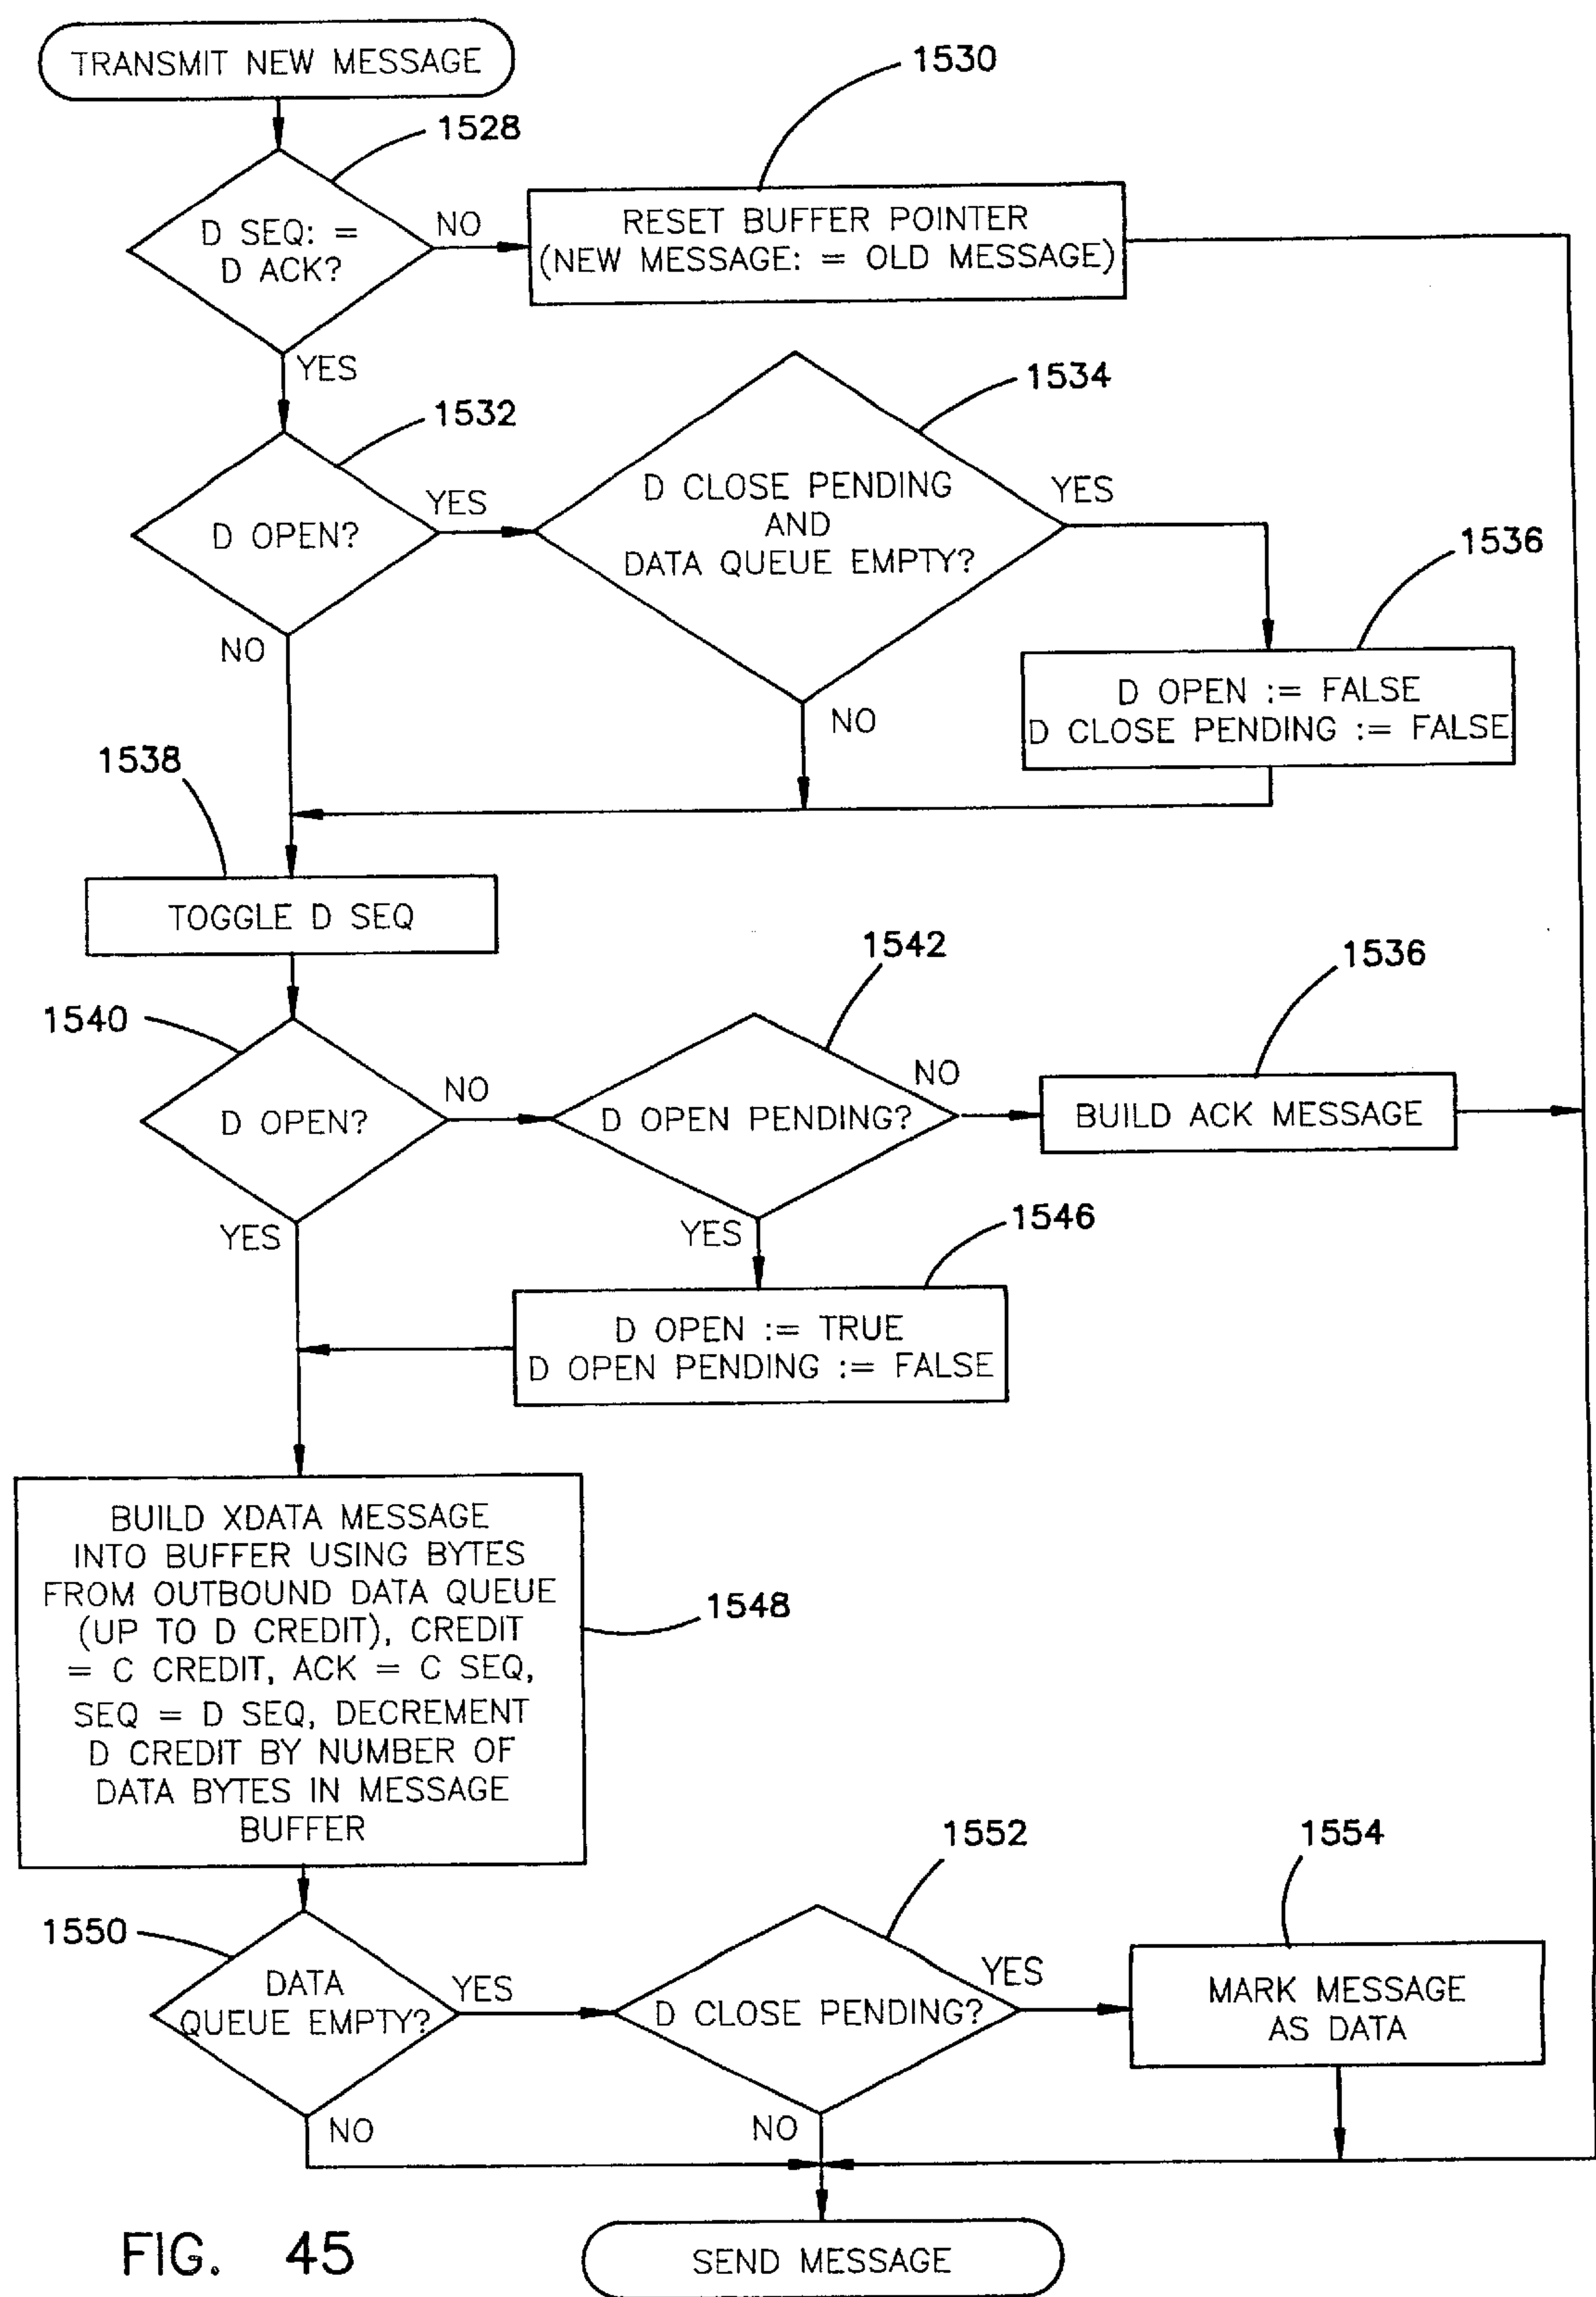 TRANSMIT NEW MESSAGE
1530
1528
D SEQ: =
D ACK?
NO
RESET BUFFER POINTER
(NEW MESSAGE: = OLD MESSAGE)
YES
1534
1532
D OPEN?
YES
D CLOSE PENDING
AND
DATA QUEUE EMPTY?
YES
1536
NO
D OPEN := FALSE
D CLOSE PENDING := FALSE
NO
1538
TOGGLE D SEQ
1542
1536
1540
D OPEN?
NO
D OPEN PENDING?
NO
BUILD ACK MESSAGE
YES
YES
1546
D OPEN := TRUE
D OPEN PENDING := FALSE
BUILD XDATA MESSAGE
INTO BUFFER USING BYTES
FROM OUTBOUND DATA QUEUE
(UP TO D CREDIT), CREDIT
= C CREDIT, ACK = C SEQ,
SEQ = D SEQ, DECREMENT
D CREDIT BY NUMBER OF
DATA BYTES IN MESSAGE
BUFFER
1548
1552
1554
1550
DATA
QUEUE EMPTY?
YES
D CLOSE PENDING?
YES
MARK MESSAGE
AS DATA
NO
NO
FIG. 45
SEND MESSAGE